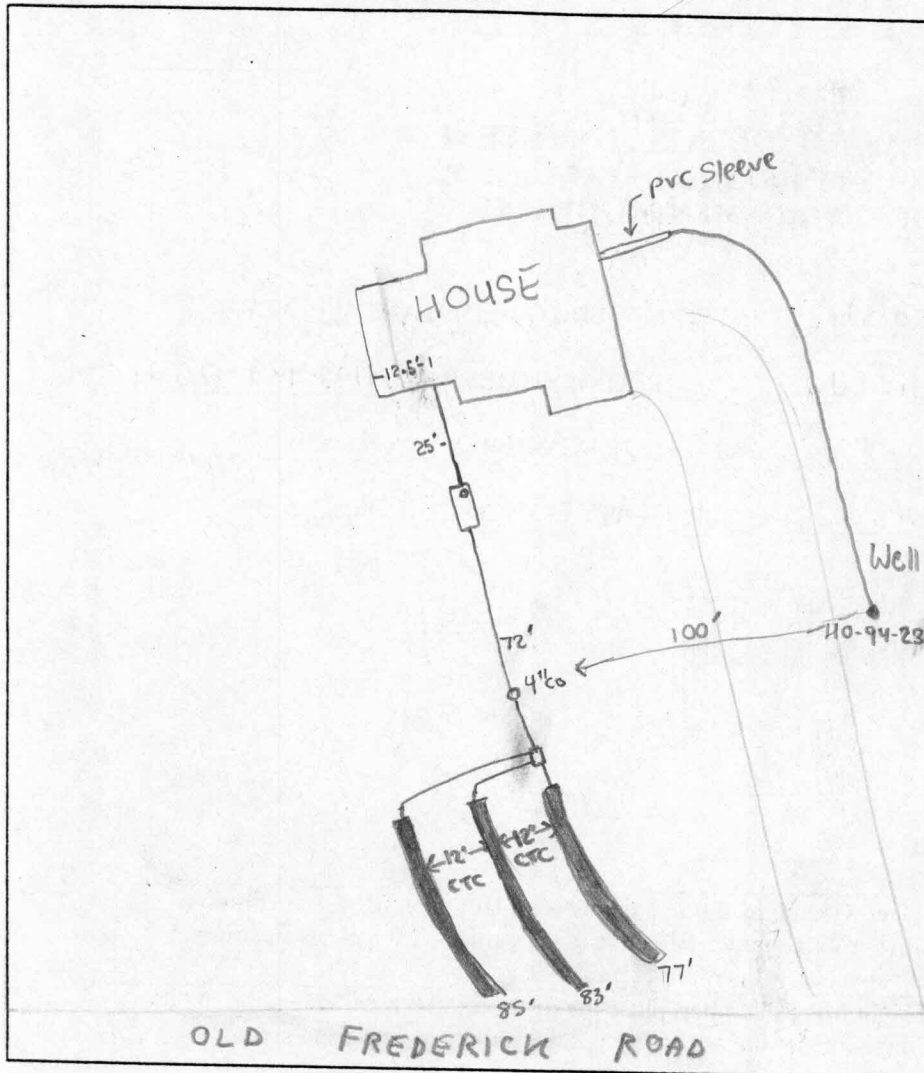 pvc sleeve
HOUSE
12.5'
25'
Well
HO-94-23
100'
72'
4"co
12' CTC
12' CTC
77'
83'
85'
OLD FREDERICK ROAD